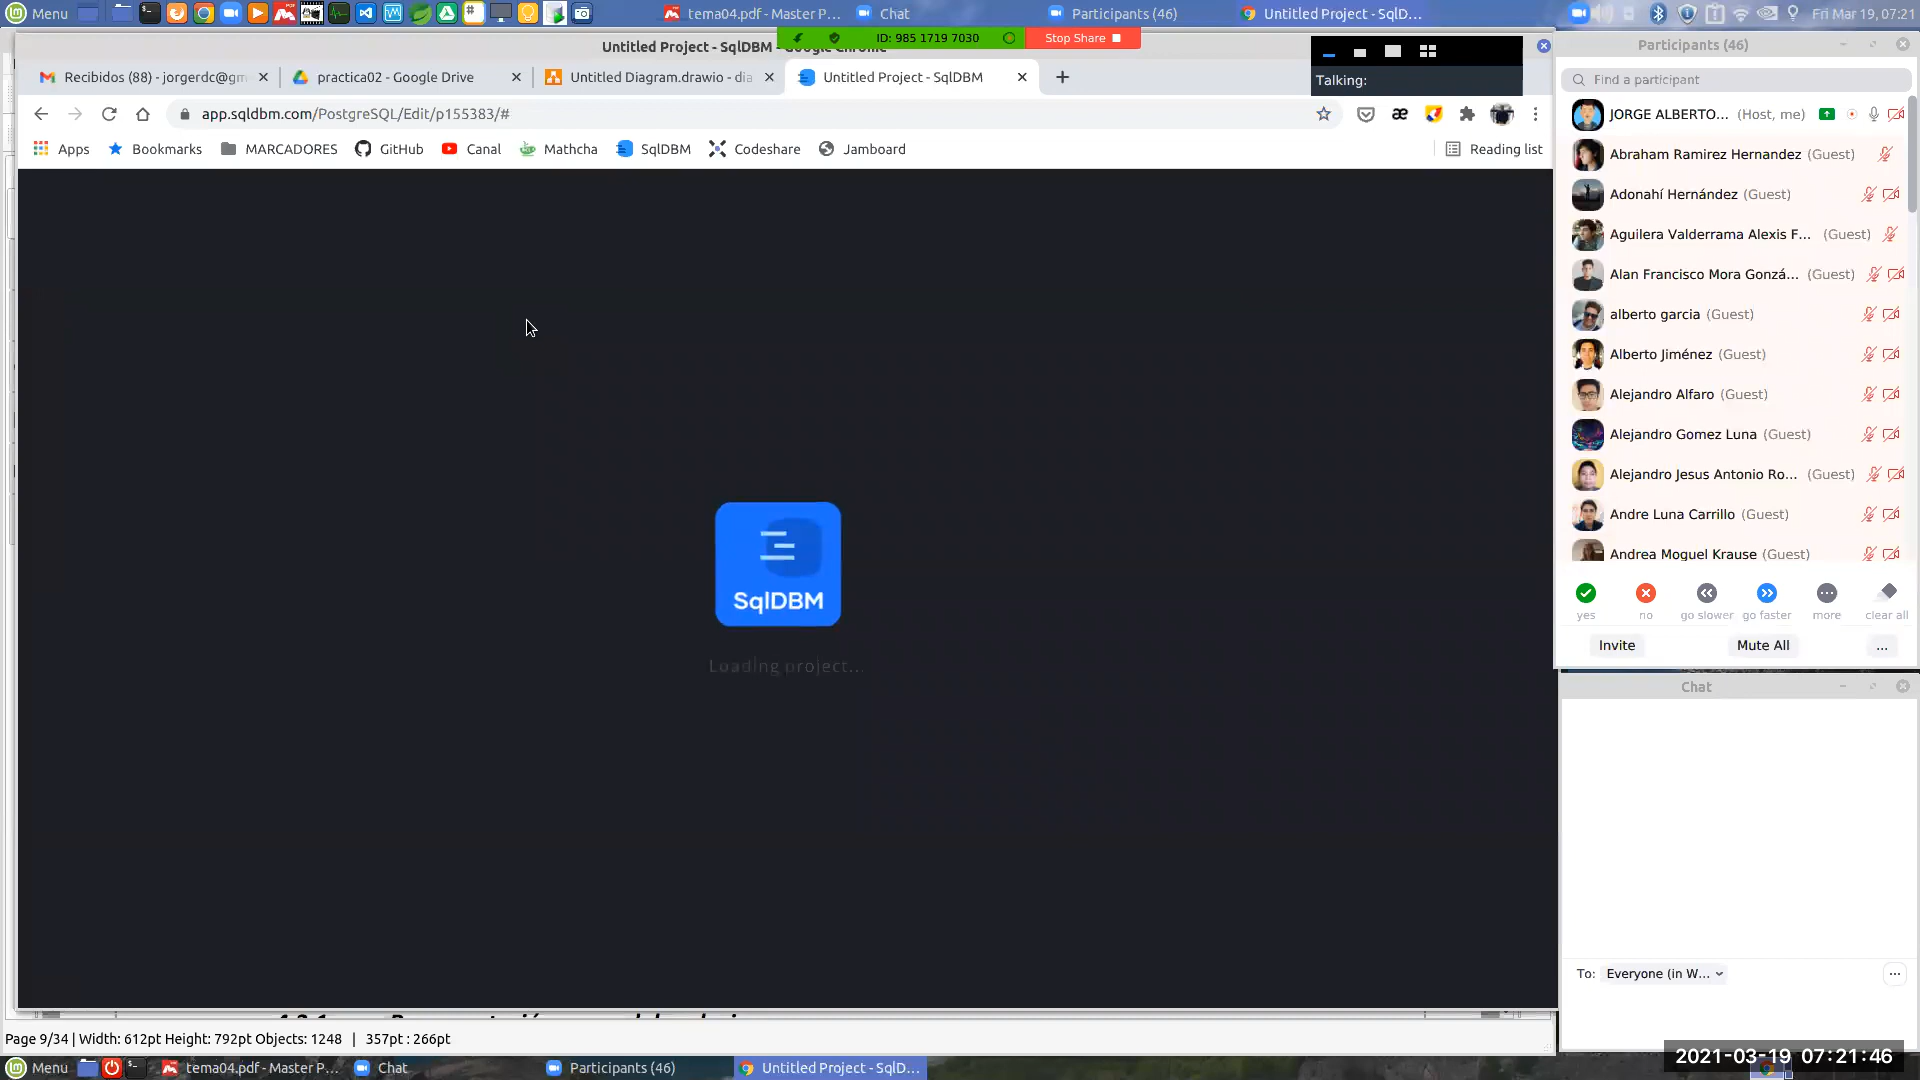 Menu
tema04.pdf - Master P...
Chat
Participants (46)
Untitled Project - SqlD...
Fri Mar 19, 07:21
Untitled Project - SqlDBM - Google Chrome
ID: 985 1719 7030
Stop Share
Talking:
Recibidos (88) - jorgerdc@gm
practica02 - Google Drive
Untitled Diagram.drawio - dia
Untitled Project - SqlDBM
app.sqldbm.com/PostgreSQL/Edit/p155383/#
Apps
Bookmarks
MARCADORES
GitHub
Canal
Mathcha
SqlDBM
Codeshare
Jamboard
Reading list
SqlDBM
Loading project...
Participants (46)
Find a participant
JORGE ALBERTO... (Host, me)
Abraham Ramirez Hernandez (Guest)
Adonahí Hernández (Guest)
Aguilera Valderrama Alexis F... (Guest)
Alan Francisco Mora Gonzá... (Guest)
alberto garcia (Guest)
Alberto Jiménez (Guest)
Alejandro Alfaro (Guest)
Alejandro Gomez Luna (Guest)
Alejandro Jesus Antonio Ro... (Guest)
Andre Luna Carrillo (Guest)
Andrea Moguel Krause (Guest)
yes
no
go slower
go faster
more
clear all
Invite
Mute All
...
Chat
To: Everyone (in W...
Page 9/34 | Width: 612pt Height: 792pt Objects: 1248 | 357pt : 266pt
Menu
tema04.pdf - Master P...
Chat
Participants (46)
Untitled Project - SqlD...
2021-03-19 07:21:46